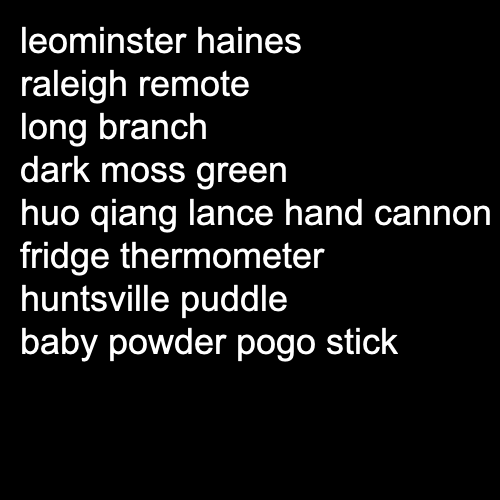 leominster haines
raleigh remote
long branch
dark moss green
huo qiang lance hand cannon
fridge thermometer
huntsville puddle
baby powder pogo stick